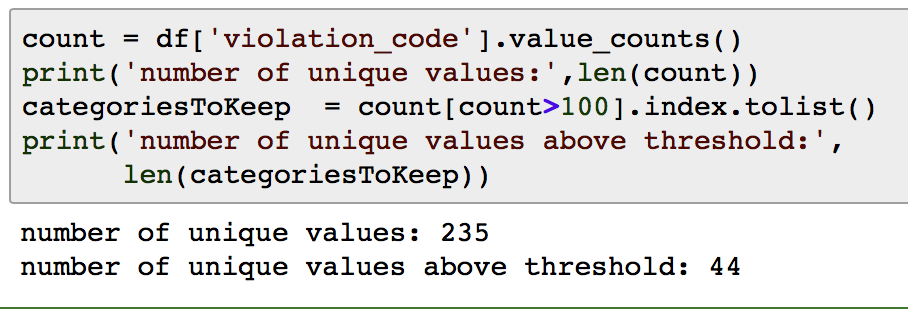 count = df['violation_code'].value_counts()
print('number of unique values:',len(count))
categoriesToKeep  = count[count>100].index.tolist()
print('number of unique values above threshold:',
      len(categoriesToKeep))
number of unique values: 235
number of unique values above threshold: 44